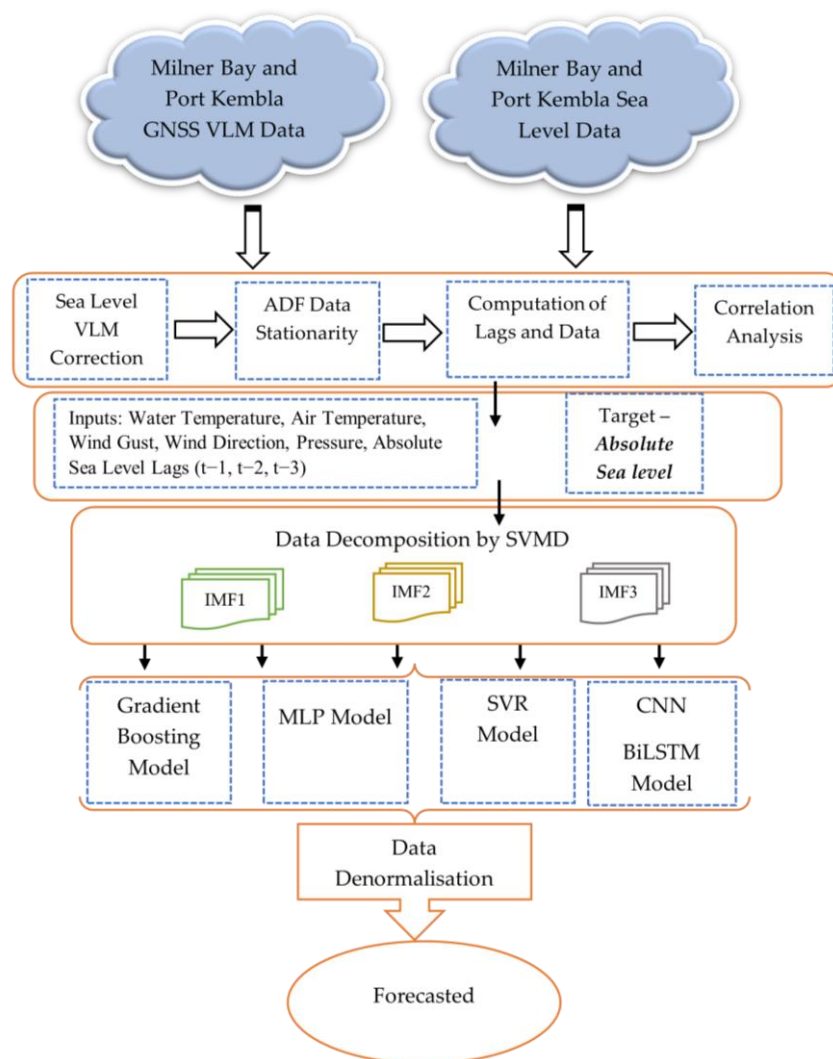 Milner Bay and
Port Kembla
GNSS VLM Data
Milner Bay and
Port Kembla Sea
Level Data
Sea Level
VLM
Correction
ADF Data
Stationarity
Computation of
Lags and Data
Correlation
Analysis
Inputs: Water Temperature, Air Temperature,
Wind Gust, Wind Direction, Pressure, Absolute
Sea Level Lags (t−1, t−2, t−3)
Target –
Absolute
Sea level
Data Decomposition by SVMD
IMF1
IMF2
IMF3
Gradient
Boosting
Model
MLP Model
SVR
Model
CNN
BiLSTM
Model
Data
Denormalisation
Forecasted